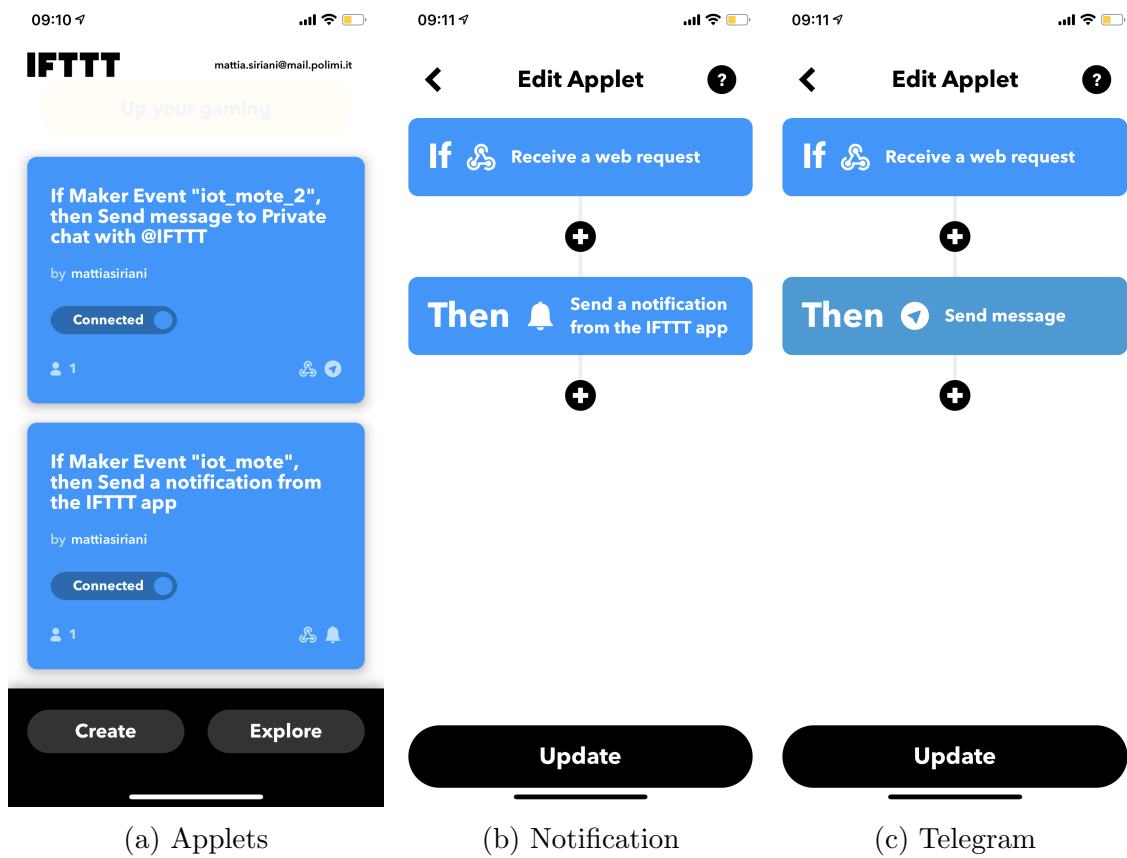 09:10
IFTTT
mattia.siriani@mail.polimi.it
Up your gaming
If Maker Event "iot_mote_2",
then Send message to Private
chat with @IFTTT
by mattiasiriani
Connected
1
If Maker Event "iot_mote",
then Send a notification from
the IFTTT app
by mattiasiriani
Connected
1
Create
Explore
(a) Applets
09:11
Edit Applet
?
If
Receive a web request
Then
Send a notification
from the IFTTT app
Update
(b) Notification
09:11
Edit Applet
?
If
Receive a web request
Then
Send message
Update
(c) Telegram